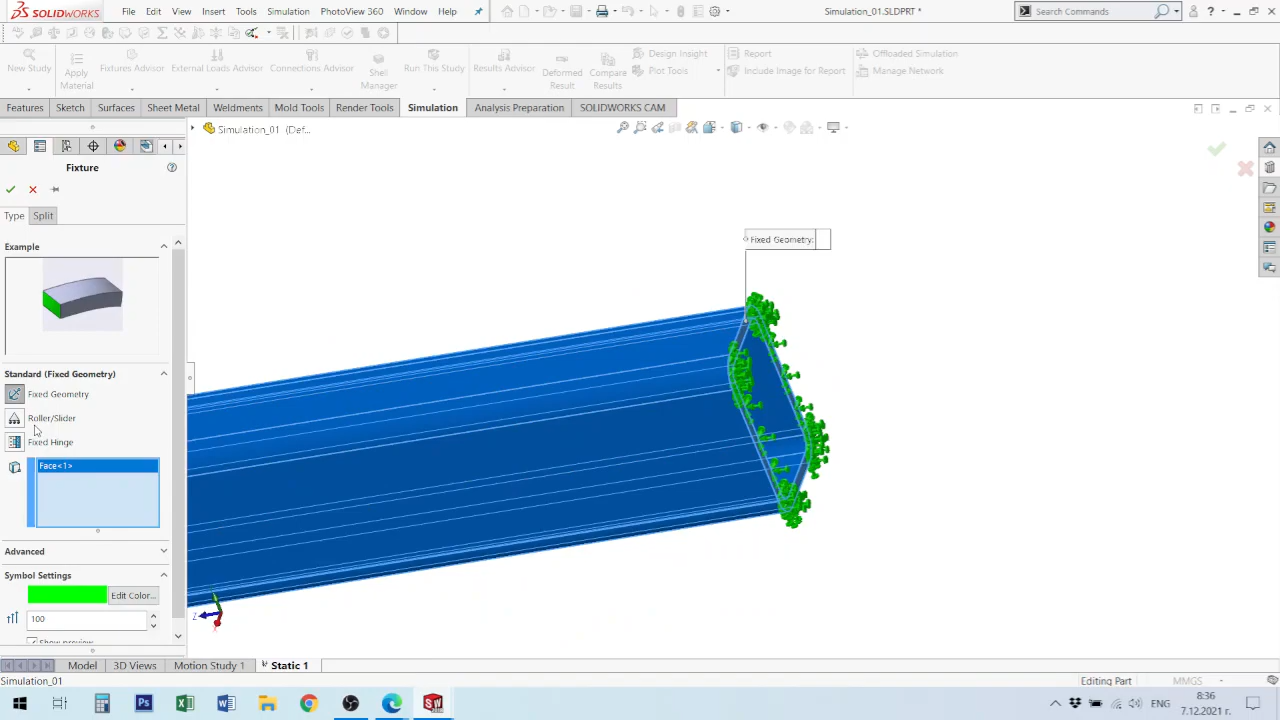 SOLIDWORKS File Edit View Insert Tools Simulation PhotoView 360 Window Help Simulation_01.SLDPRT * Search Commands
New Study
Apply Material
Fixtures Advisor
External Loads Advisor
Connections Advisor
Shell Manager
Run This Study
Results Advisor
Deformed Result
Compare Results
Design Insight
Plot Tools
Report
Include Image for Report
Offloaded Simulation
Manage Network
Features Sketch Surfaces Sheet Metal Weldments Mold Tools Render Tools Simulation Analysis Preparation SOLIDWORKS CAM
Simulation_01 (Def...
Fixture
Type Split
Example
Standard (Fixed Geometry)
Fixed Geometry
Roller/Slider
Fixed Hinge
Face<1>
Advanced
Symbol Settings
Edit Color...
100
Show preview
Fixed Geometry:
Z
Model 3D Views Motion Study 1 Static 1
Simulation_01 Editing Part MMGS
Ps
ENG
8:36
7.12.2021 г.